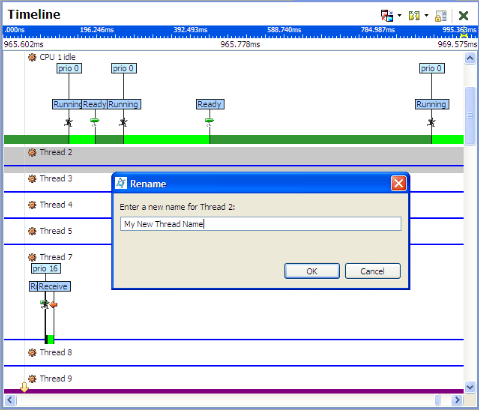 Timeline
.000ns 196.246ms 392.493ms 588.740ms 784.987ms 995.363ms
965.602ms 965.778ms 969.575ms
CPU 1 idle
prio 0 prio 0 prio 0
Running Ready Running Ready Running
Thread 2
Thread 3
Thread 4
Thread 5
Thread 7
prio 16
Receive
Thread 8
Thread 9
Rename
Enter a new name for Thread 2:
My New Thread Name
OK Cancel